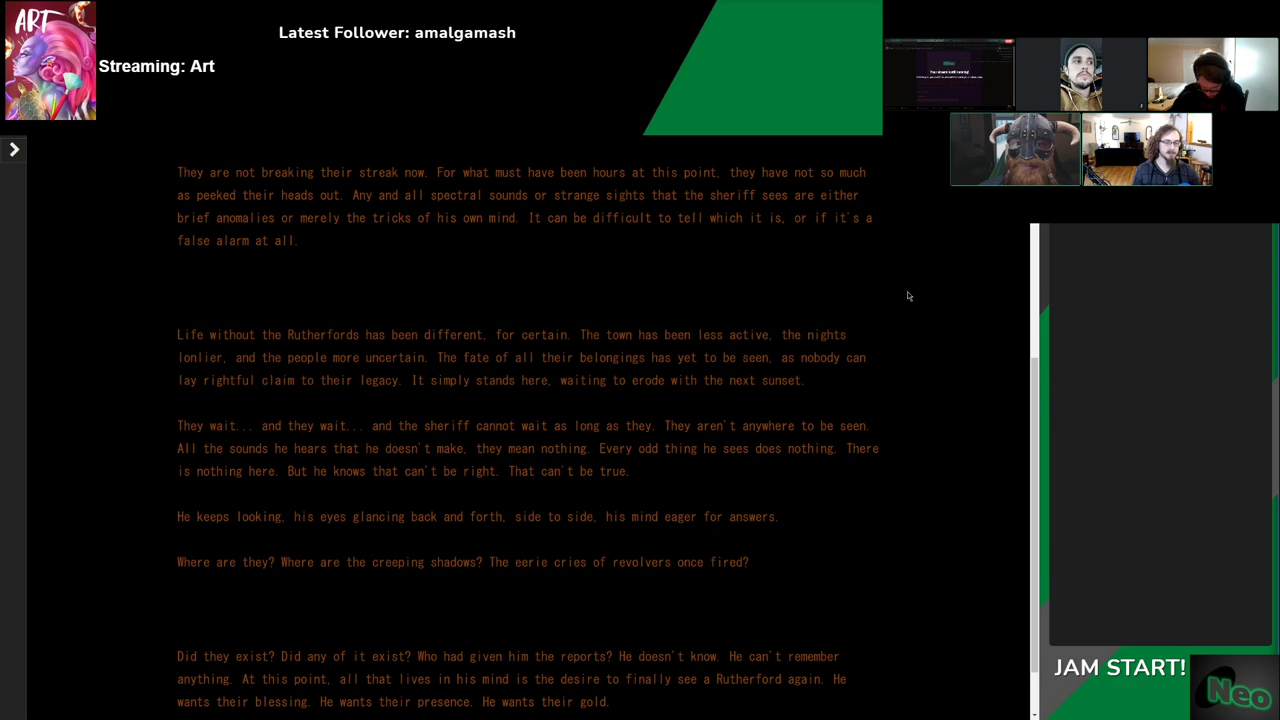 ART
Latest Follower: amalgamash
Streaming: Art
They are not breaking their streak now. For what must have been hours at this point, they have not so much
as peeked their heads out. Any and all spectral sounds or strange sights that the sheriff sees are either
brief anomalies or merely the tricks of his own mind. It can be difficult to tell which it is, or if it's a
false alarm at all.
Life without the Rutherfords has been different, for certain. The town has been less active, the nights
lonlier, and the people more uncertain. The fate of all their belongings has yet to be seen, as nobody can
lay rightful claim to their legacy. It simply stands here, waiting to erode with the next sunset.
They wait... and they wait... and the sheriff cannot wait as long as they. They aren't anywhere to be seen.
All the sounds he hears that he doesn't make, they mean nothing. Every odd thing he sees does nothing. There
is nothing here. But he knows that can't be right. That can't be true.
He keeps looking, his eyes glancing back and forth, side to side, his mind eager for answers.
Where are they? Where are the creeping shadows? The eerie cries of revolvers once fired?
Did they exist? Did any of it exist? Who had given him the reports? He doesn't know. He can't remember
anything. At this point, all that lives in his mind is the desire to finally see a Rutherford again. He
wants their blessing. He wants their presence. He wants their gold.
JAM START!
Neo